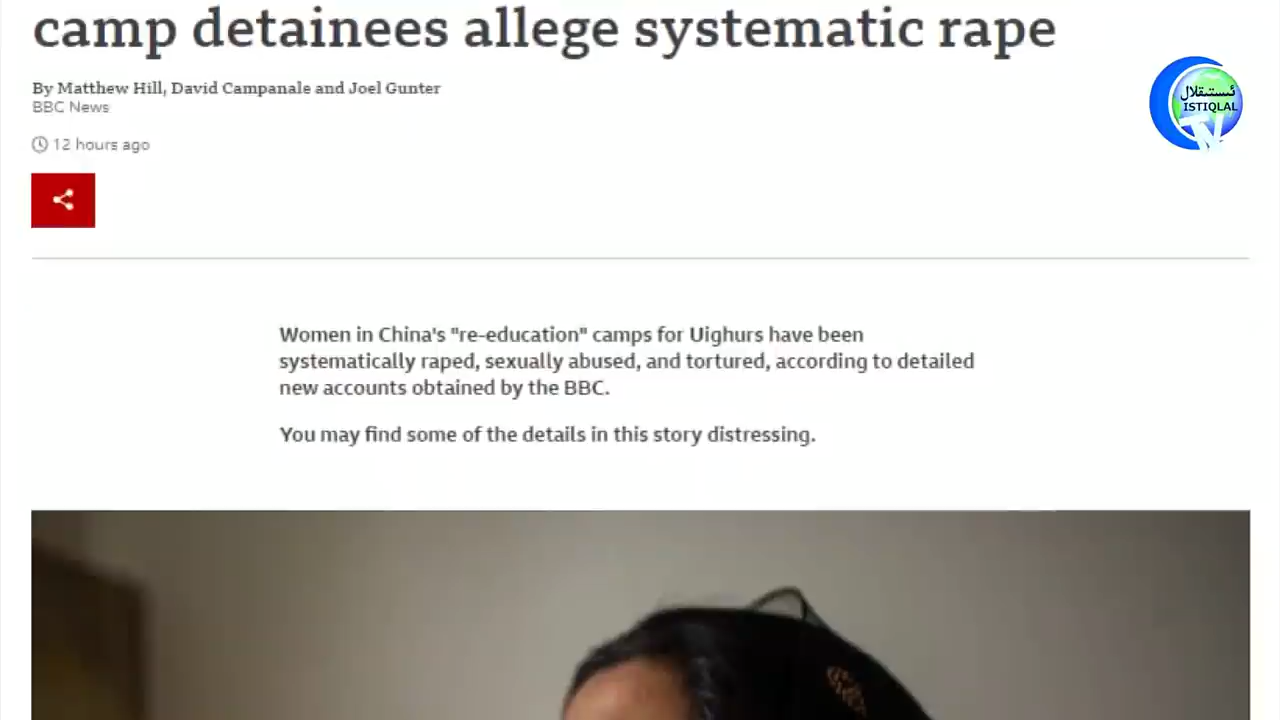 camp detainees allege systematic rape
By Matthew Hill, David Campanale and Joel Gunter
BBC News
12 hours ago
ئىستىقلال
ISTIQLAL
TV
Women in China's "re-education" camps for Uighurs have been
systematically raped, sexually abused, and tortured, according to detailed
new accounts obtained by the BBC.
You may find some of the details in this story distressing.